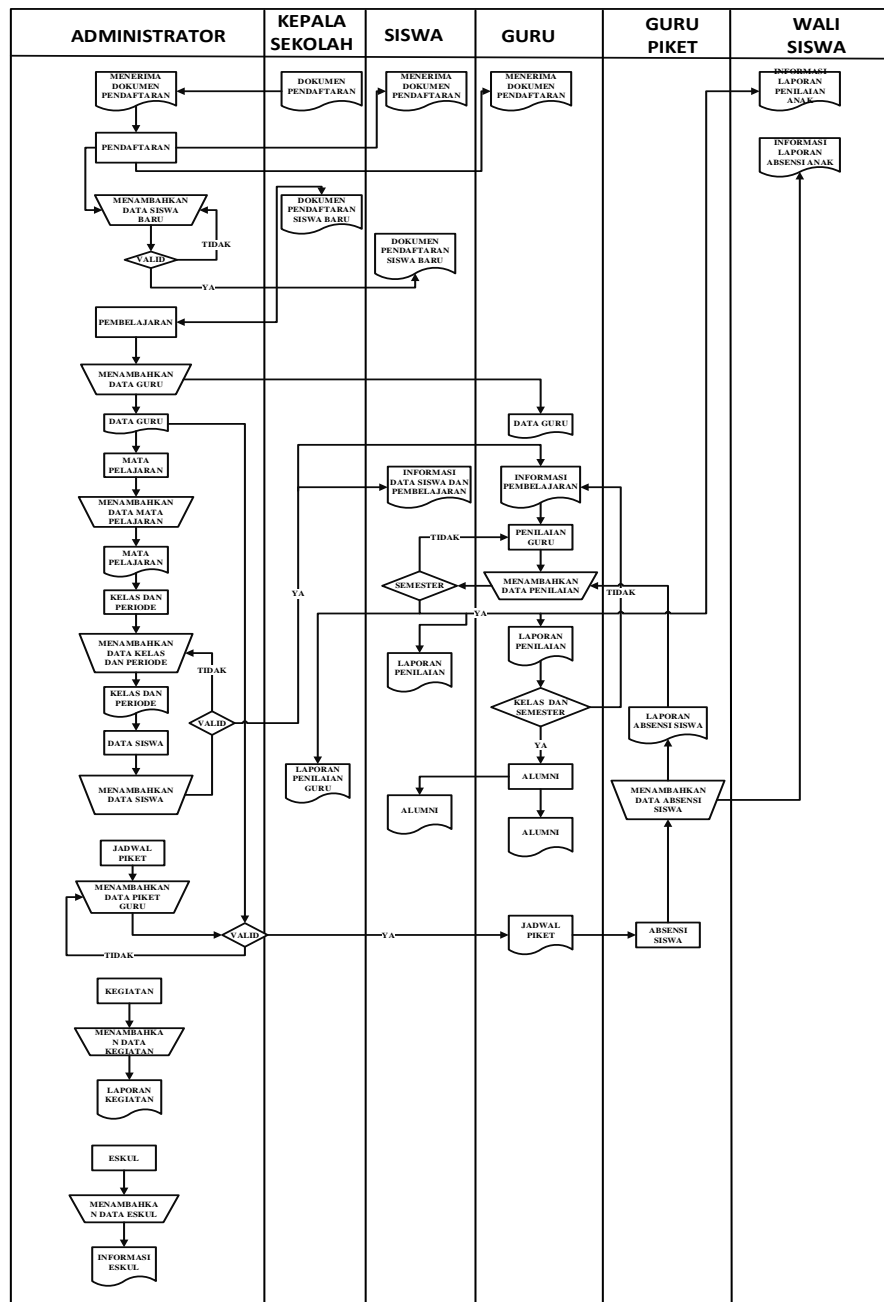 ADMINISTRATOR
KEPALA
SEKOLAH
SISWA
GURU
GURU
PIKET
WALI
SISWA
MENERIMA
DOKUMEN
PENDAFTARAN
DOKUMEN
PENDAFTARAN
MENERIMA
DOKUMEN
PENDAFTARAN
MENERIMA
DOKUMEN
PENDAFTARAN
INFORMASI
LAPORAN
PENILAIAN
ANAK
PENDAFTARAN
INFORMASI
LAPORAN
ABSENSI ANAK
MENAMBAHKAN
DATA SISWA
BARU
TIDAK
VALID
YA
DOKUMEN
PENDAFTARAN
SISWA BARU
DOKUMEN
PENDAFTARAN
SISWA BARU
PEMBELAJARAN
MENAMBAHKAN
DATA GURU
DATA GURU
DATA GURU
MATA
PELAJARAN
MENAMBAHKAN
DATA MATA
PELAJARAN
MATA
PELAJARAN
KELAS DAN
PERIODE
MENAMBAHKAN
DATA KELAS
DAN PERIODE
TIDAK
KELAS DAN
PERIODE
VALID
YA
DATA SISWA
MENAMBAHKAN
DATA SISWA
INFORMASI
DATA SISWA DAN
PEMBELAJARAN
INFORMASI
PEMBELAJARAN
TIDAK
PENILAIAN
GURU
SEMESTER
MENAMBAHKAN
DATA PENILAIAN
TIDAK
YA
LAPORAN
PENILAIAN
LAPORAN
PENILAIAN
KELAS DAN
SEMESTER
YA
LAPORAN
PENILAIAN
GURU
ALUMNI
ALUMNI
ALUMNI
LAPORAN
ABSENSI SISWA
MENAMBAHKAN
DATA ABSENSI
SISWA
JADWAL
PIKET
MENAMBAHKAN
DATA PIKET
GURU
TIDAK
VALID
YA
JADWAL
PIKET
ABSENSI
SISWA
KEGIATAN
MENAMBAHKA
N DATA
KEGIATAN
LAPORAN
KEGIATAN
ESKUL
MENAMBAHKA
N DATA ESKUL
INFORMASI
ESKUL